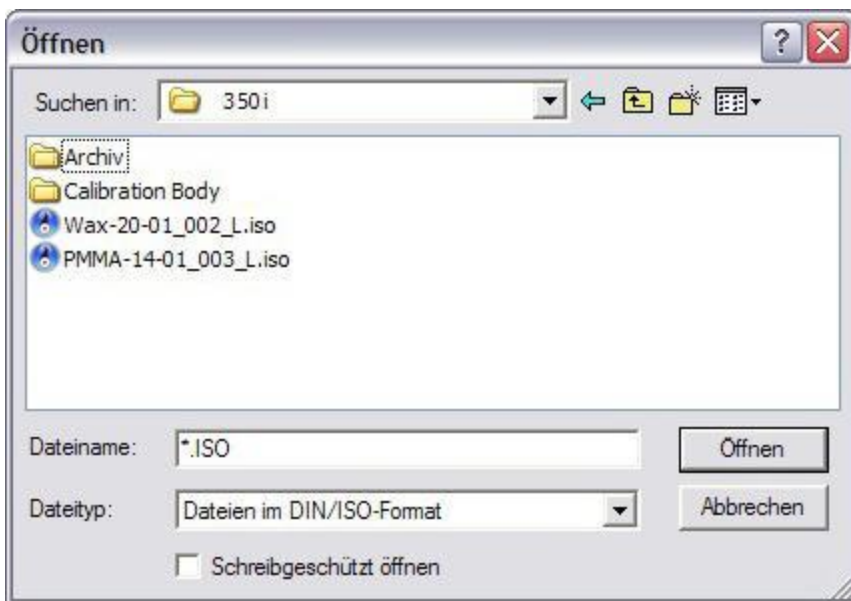 Öffnen
Suchen in: 350i
Archiv
Calibration Body
Wax-20-01_002_L.iso
PMMA-14-01_003_L.iso
Dateiname: *.ISO Öffnen
Dateityp: Dateien im DIN/ISO-Format Abbrechen
Schreibgeschützt öffnen